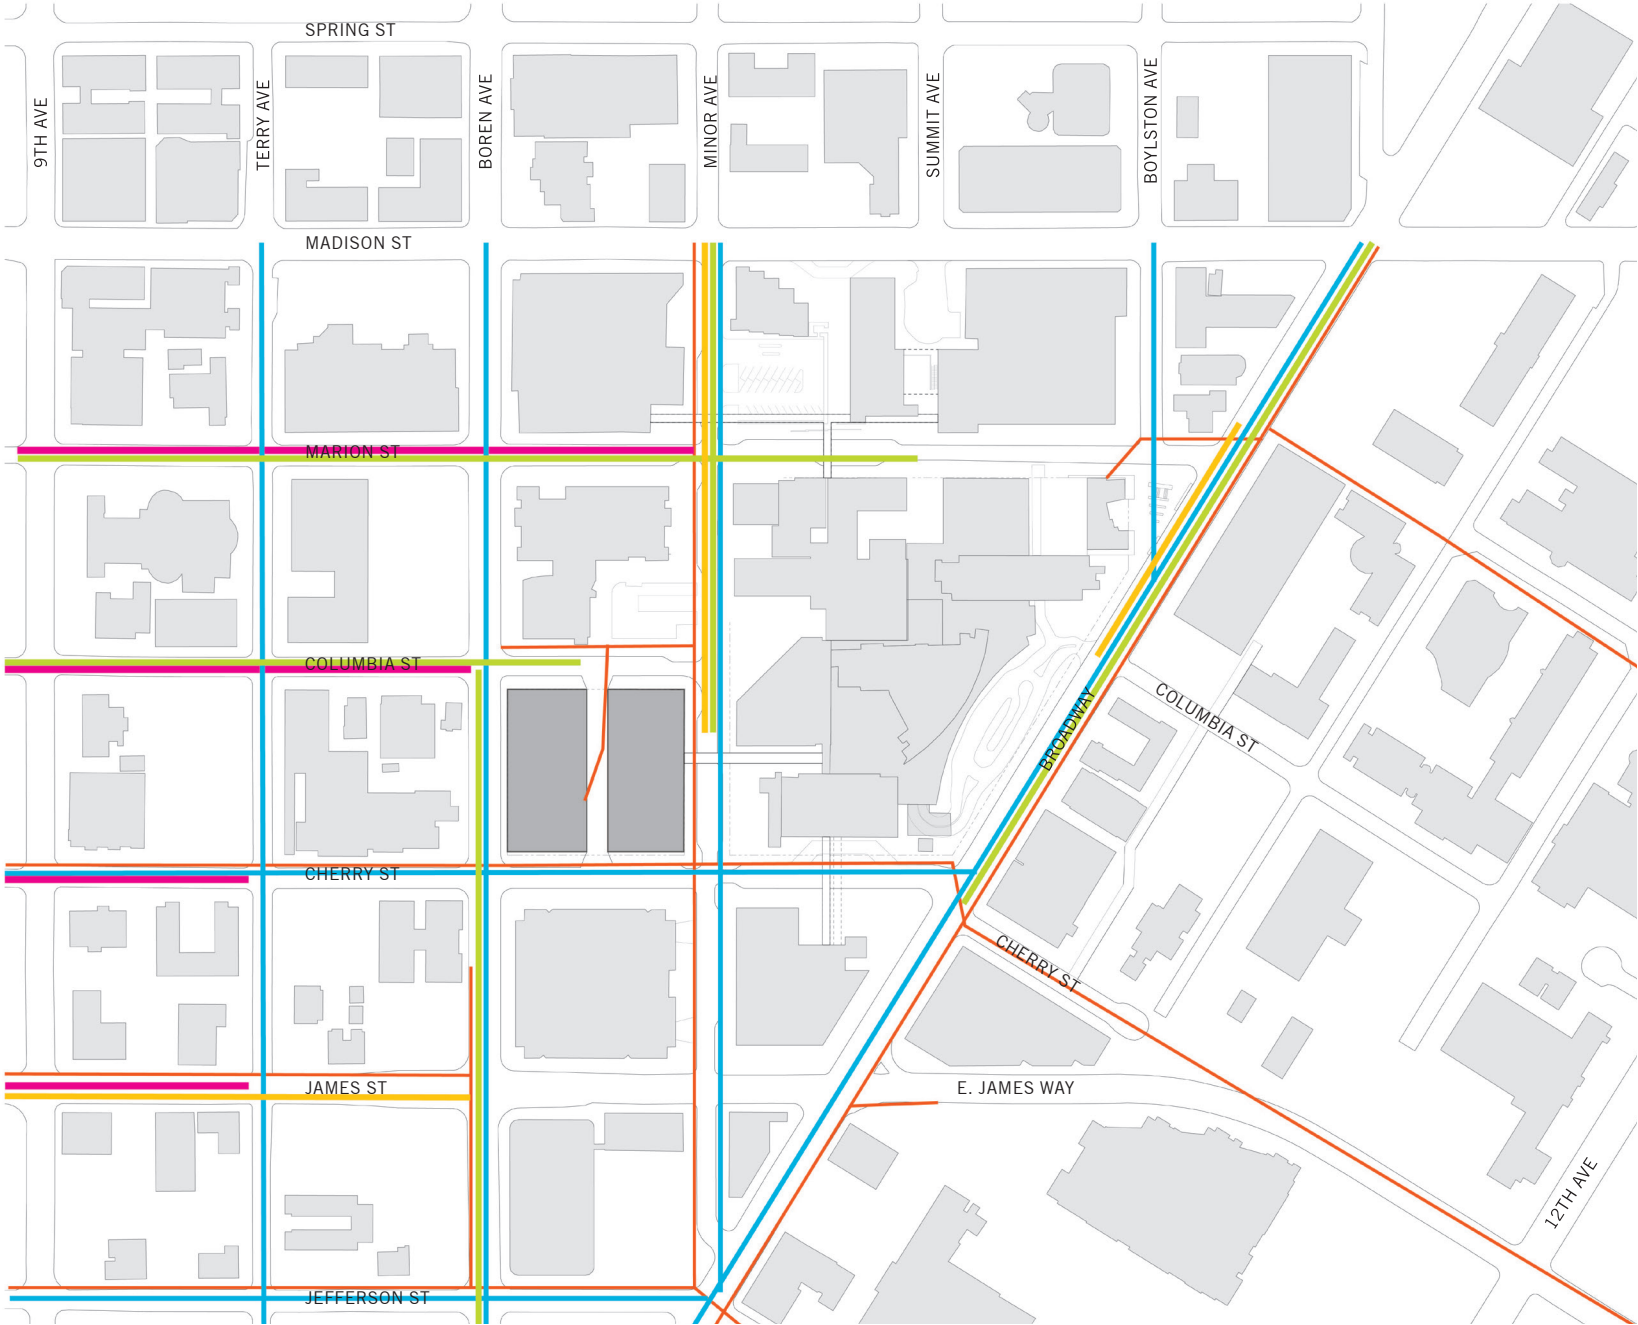 SPRING ST
9TH AVE
TERRY AVE
BOREN AVE
MINOR AVE
SUMMIT AVE
BOYLSTON AVE
MADISON ST
MARION ST
COLUMBIA ST
BROADWAY
COLUMBIA ST
CHERRY ST
CHERRY ST
JAMES ST
E. JAMES WAY
12TH AVE
JEFFERSON ST